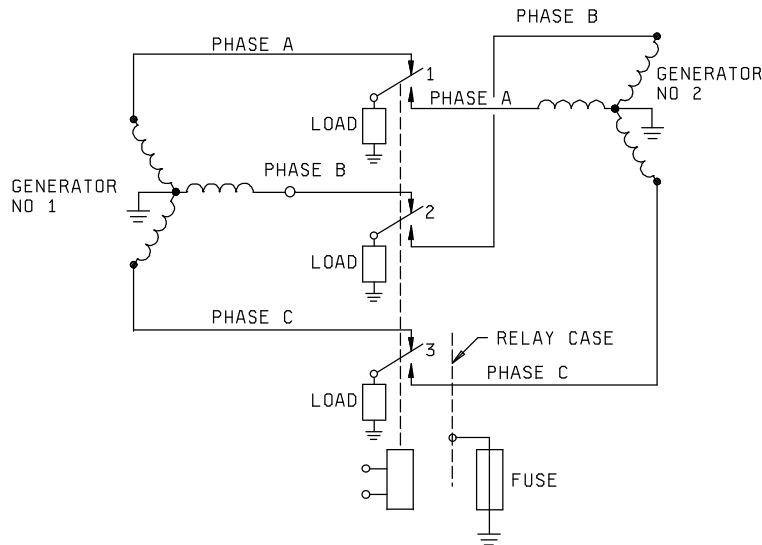 PHASE B
PHASE A
1
GENERATOR
NO 2
PHASE A
LOAD
PHASE B
GENERATOR
NO 1
2
LOAD
PHASE C
3
RELAY CASE
PHASE C
LOAD
FUSE